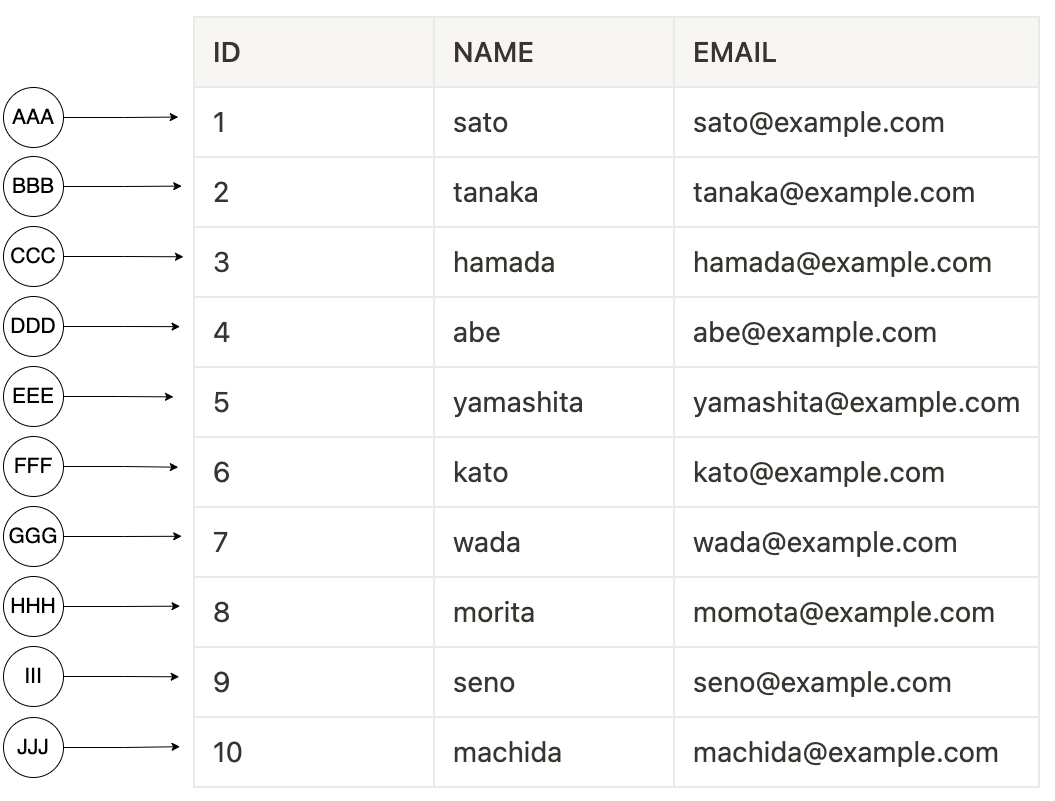 ID NAME EMAIL
AAA 1 sato sato@example.com
BBB 2 tanaka tanaka@example.com
CCC 3 hamada hamada@example.com
DDD 4 abe abe@example.com
EEE 5 yamashita yamashita@example.com
FFF 6 kato kato@example.com
GGG 7 wada wada@example.com
HHH 8 morita momota@example.com
III 9 seno seno@example.com
JJJ 10 machida machida@example.com